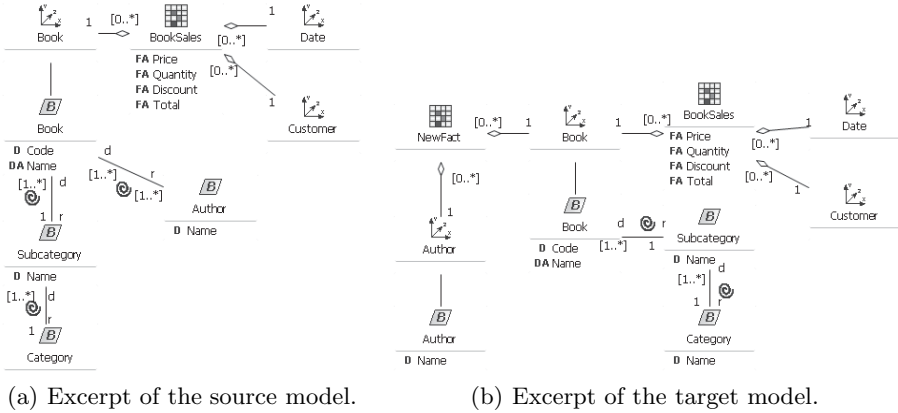 1
[0..*]
Book
BookSales
[0..*]
1
Date
FA Price
FA Quantity
FA Discount
FA Total
[0..*]
1
Customer
B
Book
D Code
DA Name
d
[1..*]
r
[1..*]
B
Author
D Name
[1..*]
d
1
r
B
Subcategory
D Name
[1..*]
d
1
r
B
Category
(a) Excerpt of the source model.
NewFact
[0..*]
1
Book
1
[0..*]
BookSales
FA Price
FA Quantity
FA Discount
FA Total
1
[0..*]
Date
[0..*]
1
Customer
[0..*]
1
Author
B
Author
D Name
B
Book
D Code
DA Name
d
r
[1..*]
1
B
Subcategory
D Name
[1..*]
d
1
r
B
Category
D Name
(b) Excerpt of the target model.